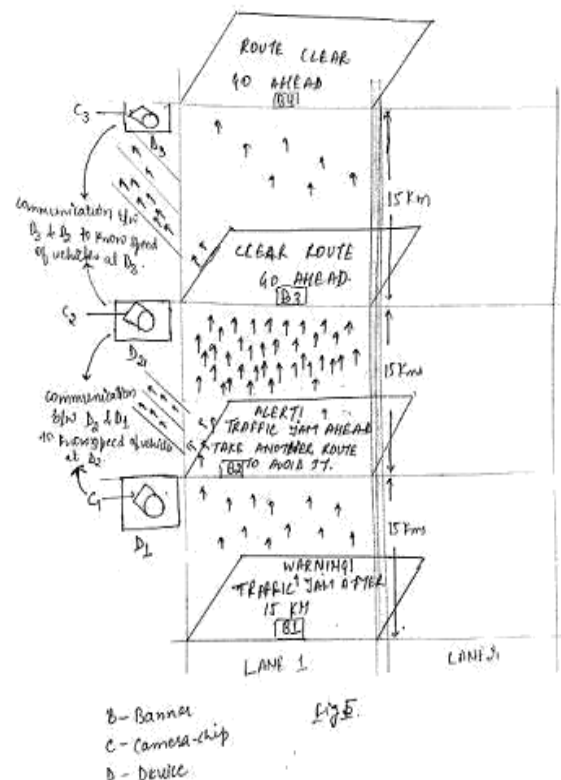 ROUTE CLEAR
GO AHEAD
B4
C3
D3
15 Km
communication b/w
D3 & D2 to know speed
of vehicles at D3.
CLEAR ROUTE
GO AHEAD.
B3
C2
D2
15 Kms
communication
b/w D2 & D1
to know speed of vehicle
at D2
ALERT!
TRAFFIC JAM AHEAD
TAKE ANOTHER ROUTE
TO AVOID IT.
B2
C1
D1
15 Kms
WARNING!
TRAFFIC JAM AFTER
15 KM
B1
LANE 1
LANE 2
B - Banner
C - Camera-chip
D - Device
Fig 5.